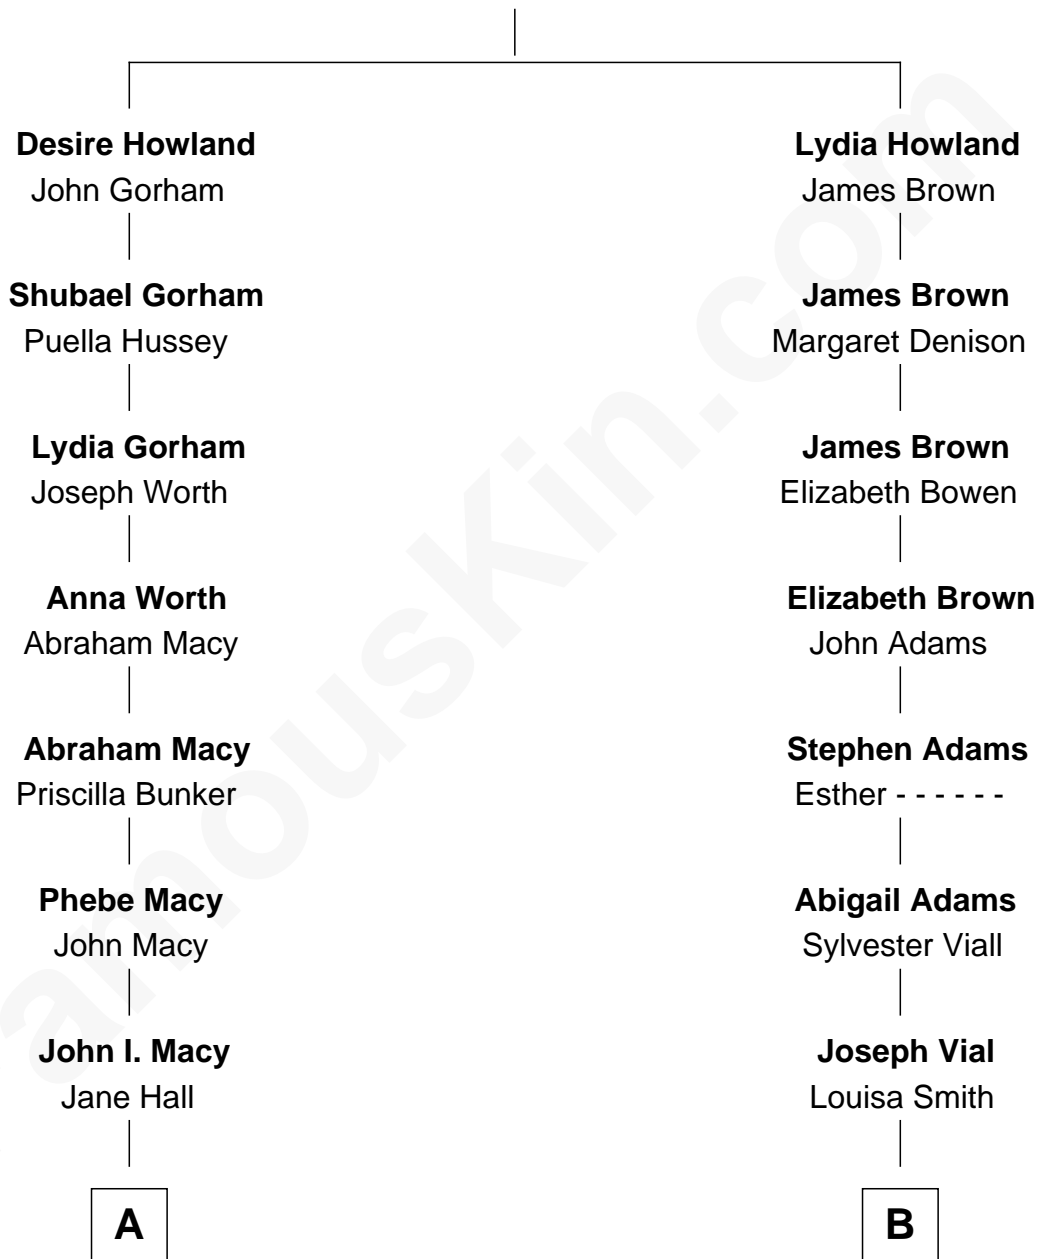 Desire Howland
John Gorham
Shubael Gorham
Puella Hussey
Lydia Gorham
Joseph Worth
Anna Worth
Abraham Macy
Abraham Macy
Priscilla Bunker
Phebe Macy
John Macy
John I. Macy
Jane Hall
A
Lydia Howland
James Brown
James Brown
Margaret Denison
James Brown
Elizabeth Bowen
Elizabeth Brown
John Adams
Stephen Adams
Esther - - - - - -
Abigail Adams
Sylvester Viall
Joseph Vial
Louisa Smith
B
amousKin.com